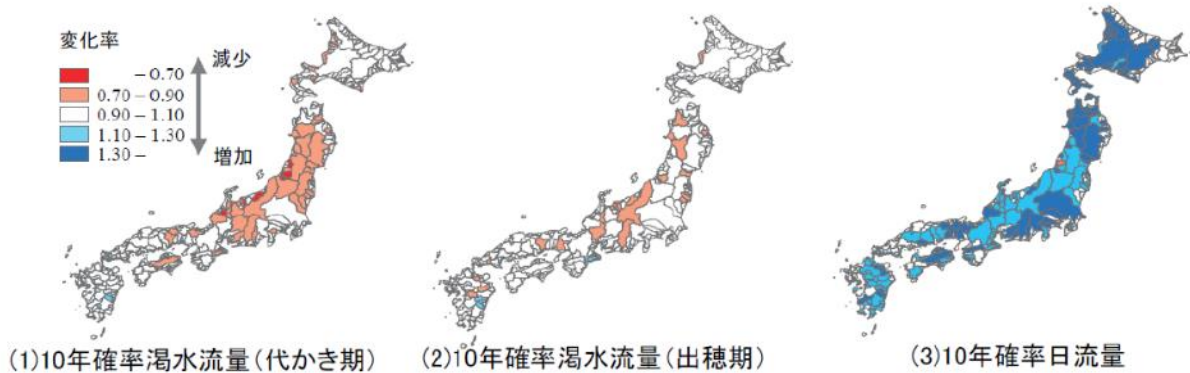 変化率
減少
－0.70
0.70－0.90
0.90－1.10
1.10－1.30
1.30－
増加
(1)10年確率渇水流量(代かき期)
(2)10年確率渇水流量(出穂期)
(3)10年確率日流量